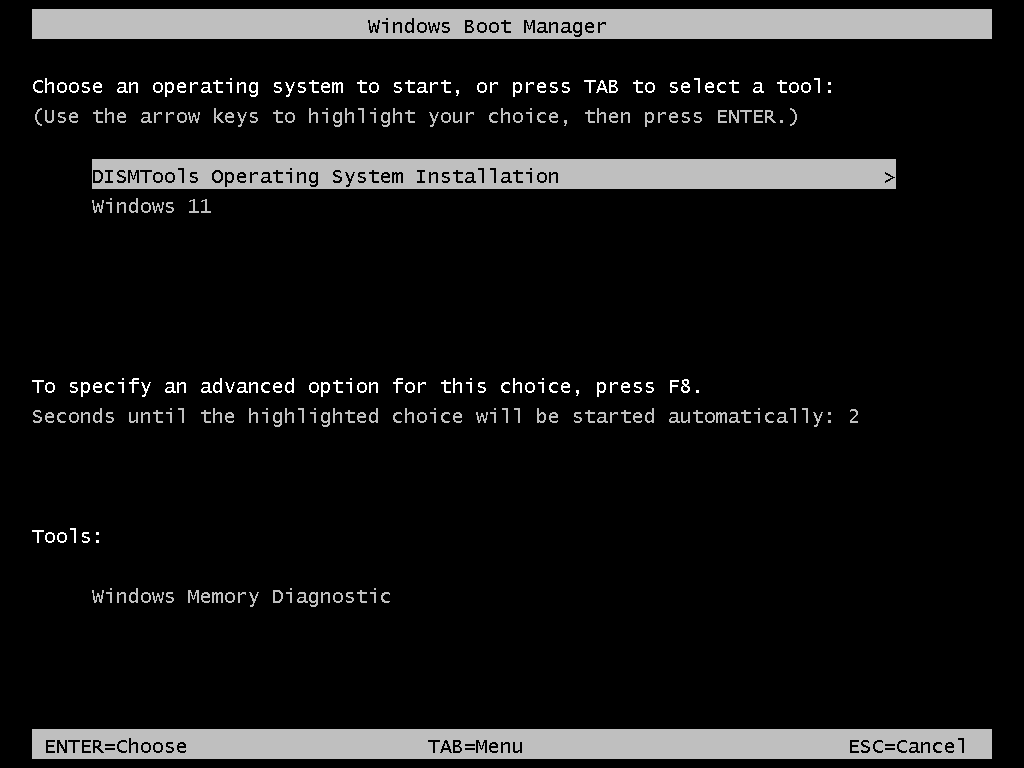 Windows Boot Manager
Choose an operating system to start, or press TAB to select a tool:
(Use the arrow keys to highlight your choice, then press ENTER.)
DISMTools Operating System Installation >
Windows 11
To specify an advanced option for this choice, press F8.
Seconds until the highlighted choice will be started automatically: 2
Tools:
Windows Memory Diagnostic
ENTER=Choose TAB=Menu ESC=Cancel